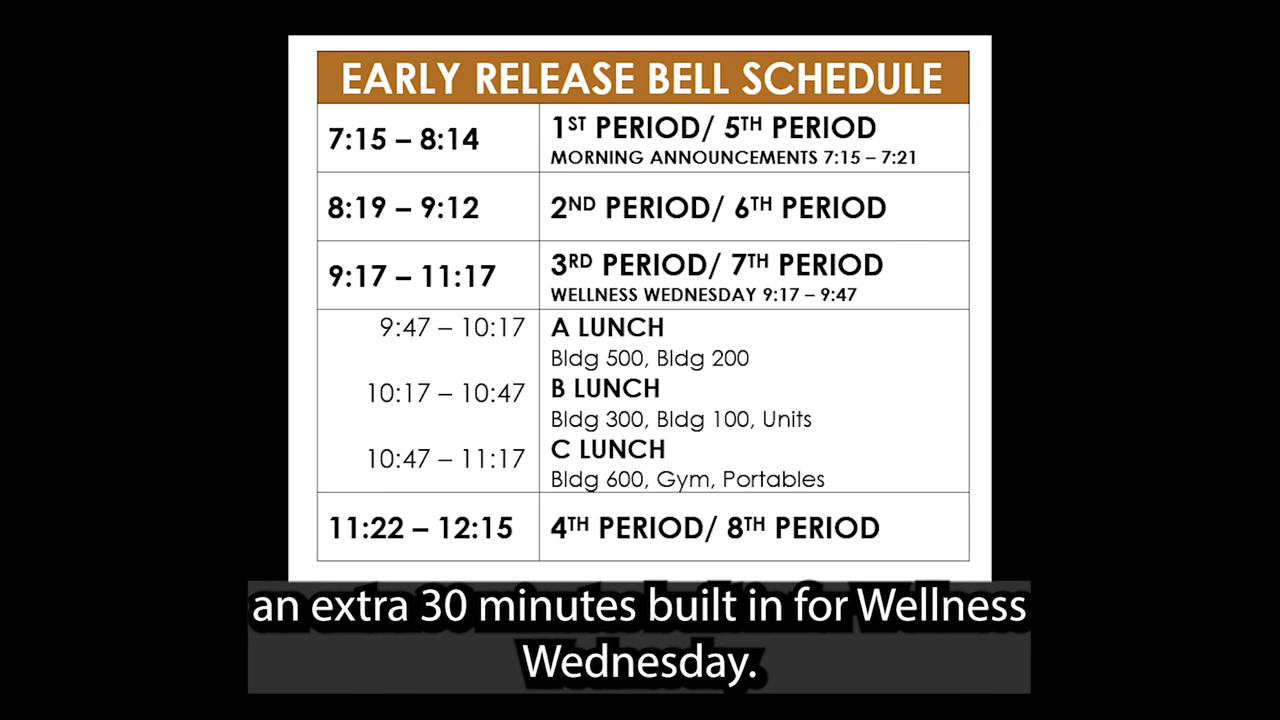 EARLY RELEASE BELL SCHEDULE
7:15 – 8:14
1ST PERIOD/ 5TH PERIOD
MORNING ANNOUNCEMENTS 7:15 – 7:21
8:19 – 9:12
2ND PERIOD/ 6TH PERIOD
9:17 – 11:17
3RD PERIOD/ 7TH PERIOD
WELLNESS WEDNESDAY 9:17 – 9:47
9:47 – 10:17
A LUNCH
Bldg 500, Bldg 200
10:17 – 10:47
B LUNCH
Bldg 300, Bldg 100, Units
10:47 – 11:17
C LUNCH
Bldg 600, Gym, Portables
11:22 – 12:15
4TH PERIOD/ 8TH PERIOD
an extra 30 minutes built in for Wellness
Wednesday.